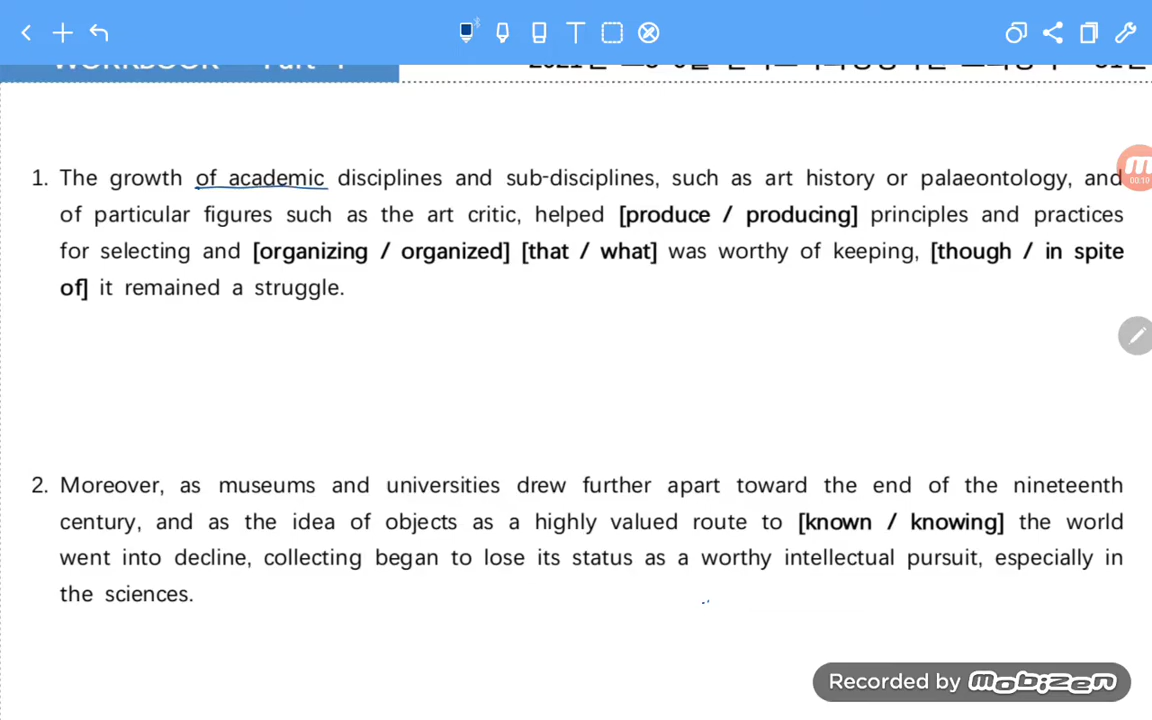 1. The growth of academic disciplines and sub-disciplines, such as art history or palaeontology, and
of particular figures such as the art critic, helped [produce / producing] principles and practices
for selecting and [organizing / organized] [that / what] was worthy of keeping, [though / in spite
of] it remained a struggle.
00:10
2. Moreover, as museums and universities drew further apart toward the end of the nineteenth
century, and as the idea of objects as a highly valued route to [known / knowing] the world
went into decline, collecting began to lose its status as a worthy intellectual pursuit, especially in
the sciences.
Recorded by mobizen